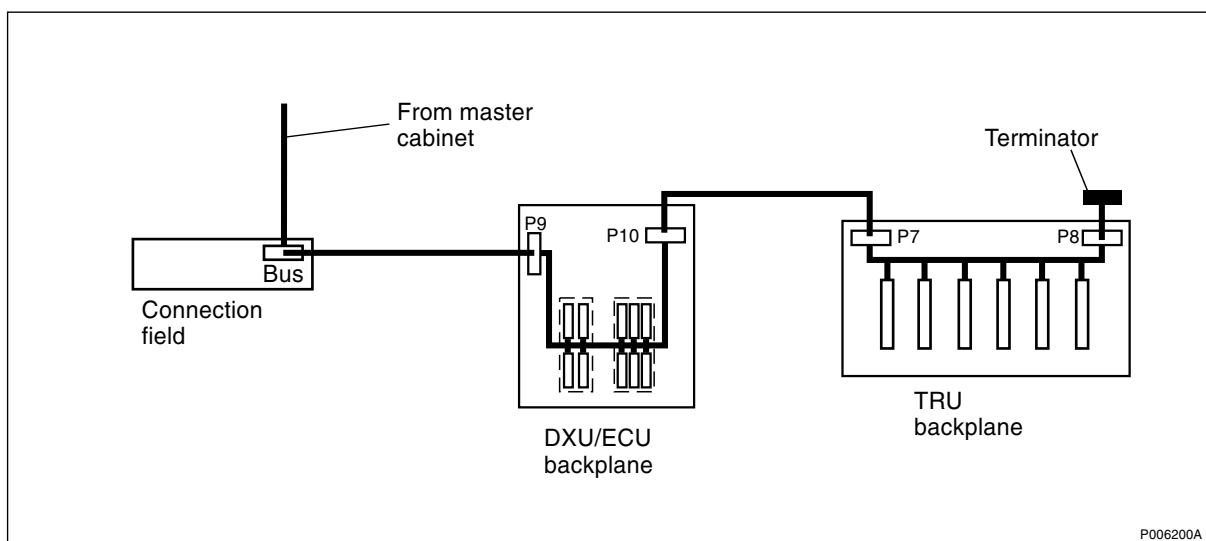 From master
cabinet
Terminator
P9
P10
P7
P8
Bus
Connection
field
DXU/ECU
backplane
TRU
backplane
P006200A